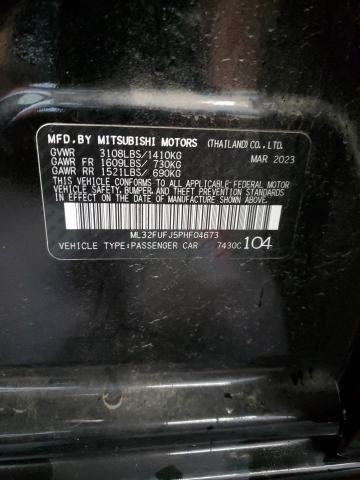 MFD.BY MITSUBISHI MOTORS (THAILAND) CO., LTD.
GVWR 3108LBS/1410KG MAR 2023
GAWR FR 1609LBS/ 730KG
GAWR RR 1521LBS/ 690KG
THIS VEHICLE CONFORMS TO ALL APPLICABLE FEDERAL MOTOR
VEHICLE SAFETY, BUMPER, AND THEFT PREVENTION STANDARDS
IN EFFECT ON THE DATE OF MANUFACTURE SHOWN ABOVE.
ML32FUFJ5PHF04673
VEHICLE TYPE:PASSENGER CAR 7430C 104